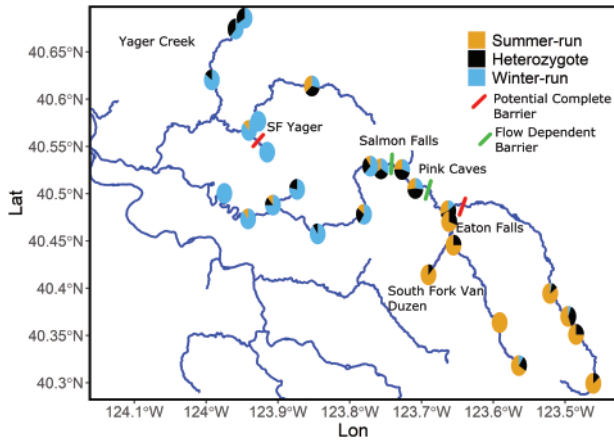 40.65°N
40.6°N
40.55°N
40.5°N
40.45°N
40.4°N
40.35°N
40.3°N
Lat
Yager Creek
SF Yager
Salmon Falls
Pink Caves
Eaton Falls
South Fork Van
Duzen
Summer-run
Heterozygote
Winter-run
Potential Complete
Barrier
Flow Dependent
Barrier
124.1°W
124°W
123.9°W
123.8°W
123.7°W
123.6°W
123.5°W
Lon